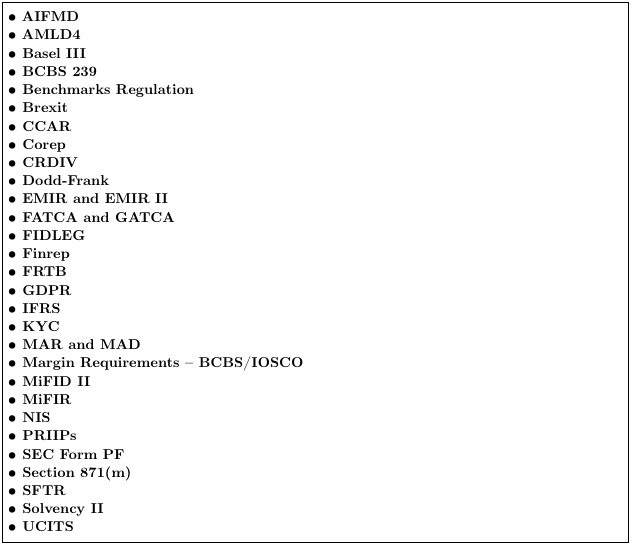 • AIFMD
• AMLD4
• Basel III
• BCBS 239
• Benchmarks Regulation
• Brexit
• CCAR
• Corep
• CRDIV
• Dodd-Frank
• EMIR and EMIR II
• FATCA and GATCA
• FIDLEG
• Finrep
• FRTB
• GDPR
• IFRS
• KYC
• MAR and MAD
• Margin Requirements – BCBS/IOSCO
• MiFID II
• MiFIR
• NIS
• PRIIPs
• SEC Form PF
• Section 871(m)
• SFTR
• Solvency II
• UCITS